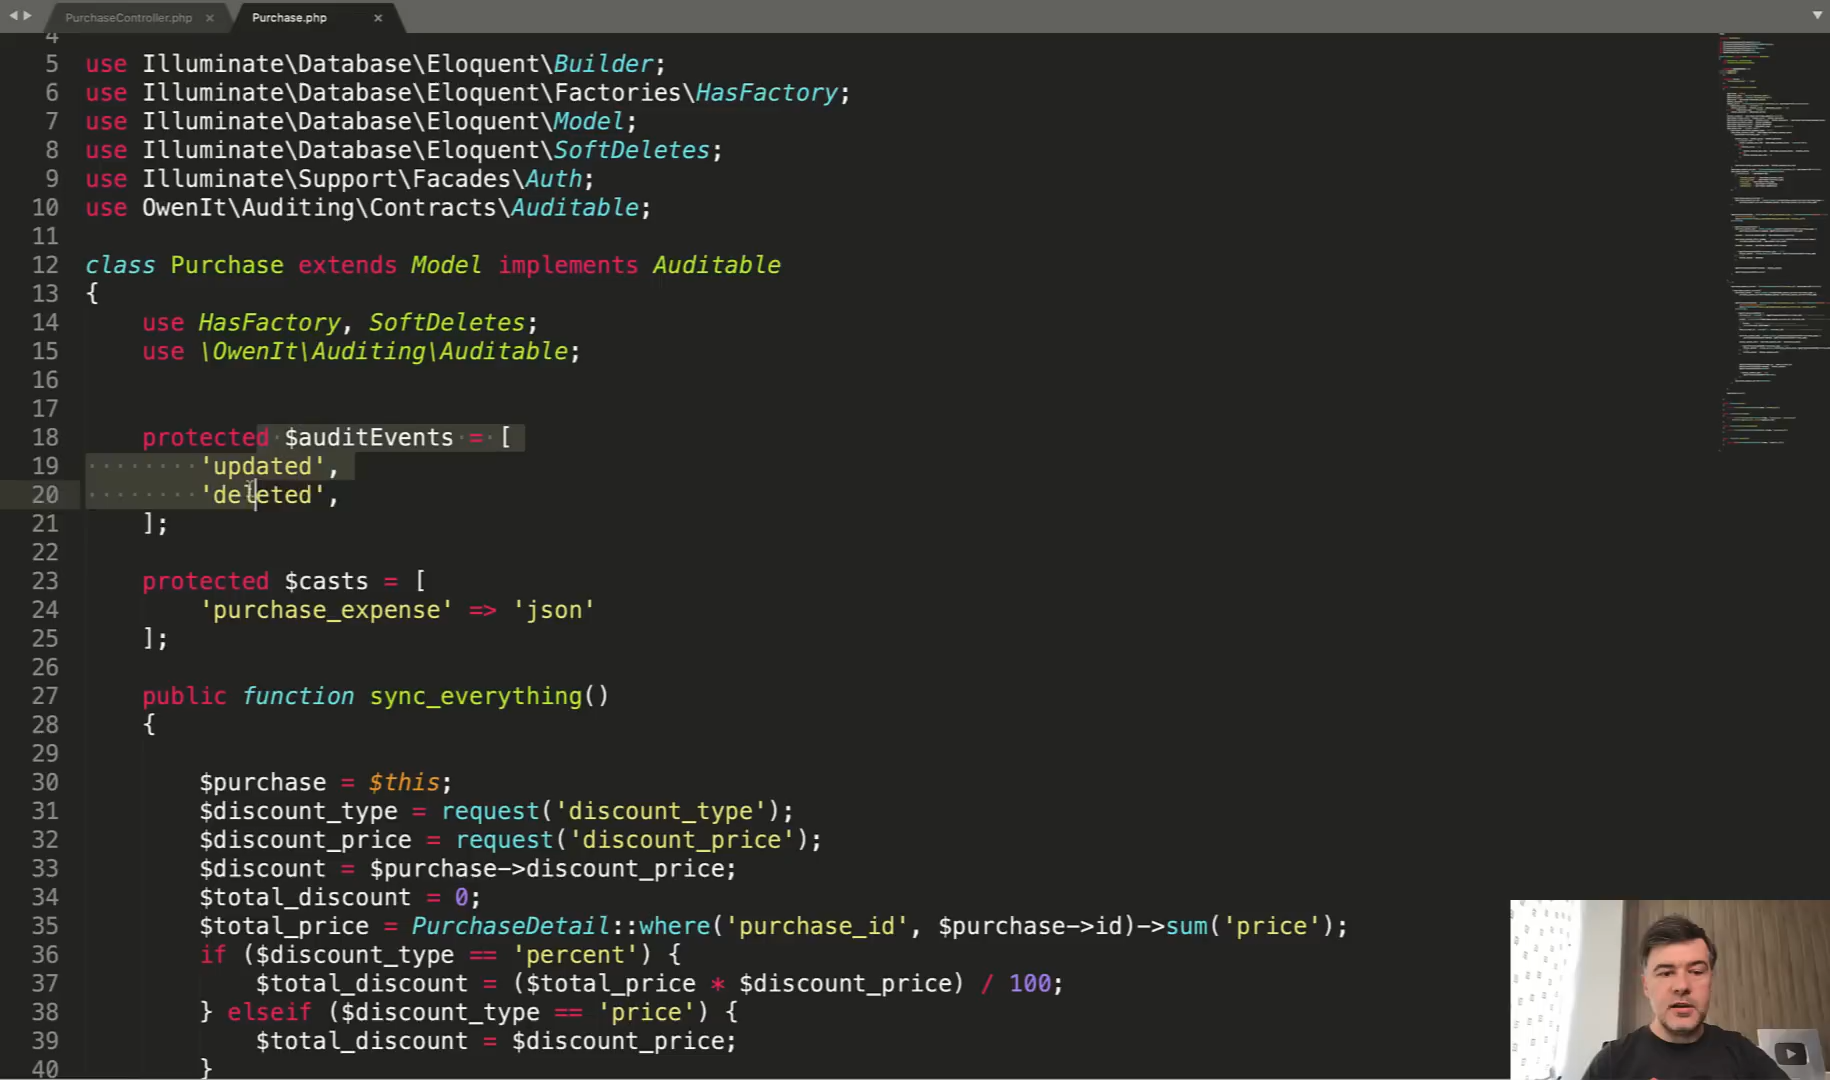 PurchaseController.php ×
Purchase.php ×
4
5 use Illuminate\Database\Eloquent\Builder;
6 use Illuminate\Database\Eloquent\Factories\HasFactory;
7 use Illuminate\Database\Eloquent\Model;
8 use Illuminate\Database\Eloquent\SoftDeletes;
9 use Illuminate\Support\Facades\Auth;
10 use OwenIt\Auditing\Contracts\Auditable;
11
12 class Purchase extends Model implements Auditable
13 {
14 use HasFactory, SoftDeletes;
15 use \OwenIt\Auditing\Auditable;
16
17
18 protected $auditEvents = [
19 'updated',
20 'deleted',
21 ];
22
23 protected $casts = [
24 'purchase_expense' => 'json'
25 ];
26
27 public function sync_everything()
28 {
29
30 $purchase = $this;
31 $discount_type = request('discount_type');
32 $discount_price = request('discount_price');
33 $discount = $purchase->discount_price;
34 $total_discount = 0;
35 $total_price = PurchaseDetail::where('purchase_id', $purchase->id)->sum('price');
36 if ($discount_type == 'percent') {
37 $total_discount = ($total_price * $discount_price) / 100;
38 } elseif ($discount_type == 'price') {
39 $total_discount = $discount_price;
40 }